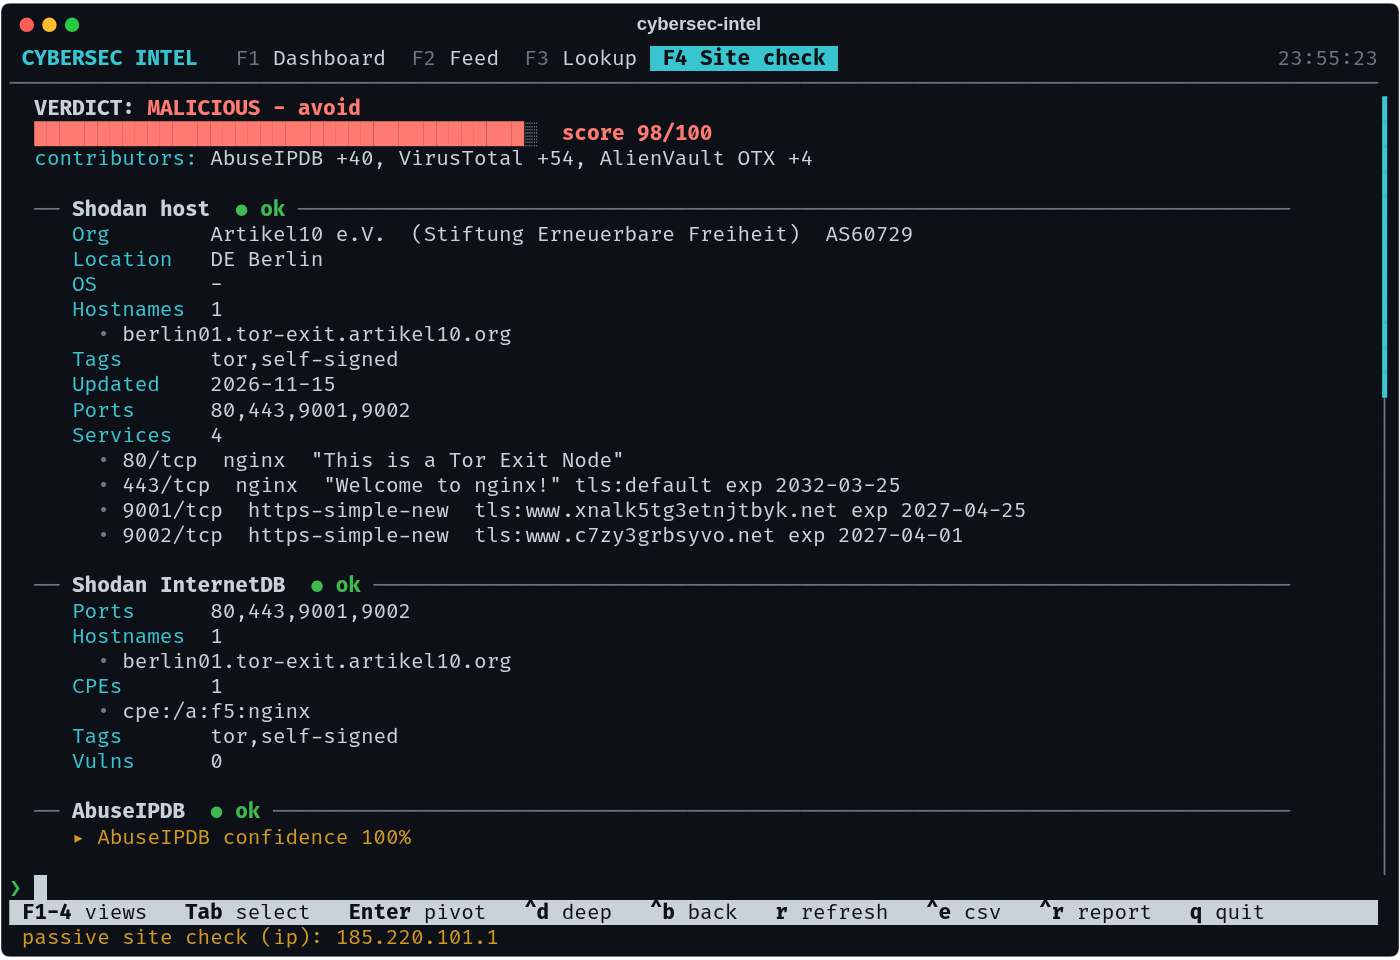 cybersec-intel
CYBERSEC INTEL F1 Dashboard F2 Feed F3 Lookup F4 Site check 23:55:23
VERDICT: MALICIOUS - avoid
score 98/100
contributors: AbuseIPDB +40, VirusTotal +54, AlienVault OTX +4
── Shodan host ● ok
Org Artikel10 e.V. (Stiftung Erneuerbare Freiheit) AS60729
Location DE Berlin
OS -
Hostnames 1
• berlin01.tor-exit.artikel10.org
Tags tor,self-signed
Updated 2026-11-15
Ports 80,443,9001,9002
Services 4
• 80/tcp nginx "This is a Tor Exit Node"
• 443/tcp nginx "Welcome to nginx!" tls:default exp 2032-03-25
• 9001/tcp https-simple-new tls:www.xnalk5tg3etnjtbyk.net exp 2027-04-25
• 9002/tcp https-simple-new tls:www.c7zy3grbsyvo.net exp 2027-04-01
── Shodan InternetDB ● ok
Ports 80,443,9001,9002
Hostnames 1
• berlin01.tor-exit.artikel10.org
CPEs 1
• cpe:/a:f5:nginx
Tags tor,self-signed
Vulns 0
── AbuseIPDB ● ok
▸ AbuseIPDB confidence 100%
❯
F1-4 views Tab select Enter pivot ^d deep ^b back r refresh ^e csv ^r report q quit
passive site check (ip): 185.220.101.1